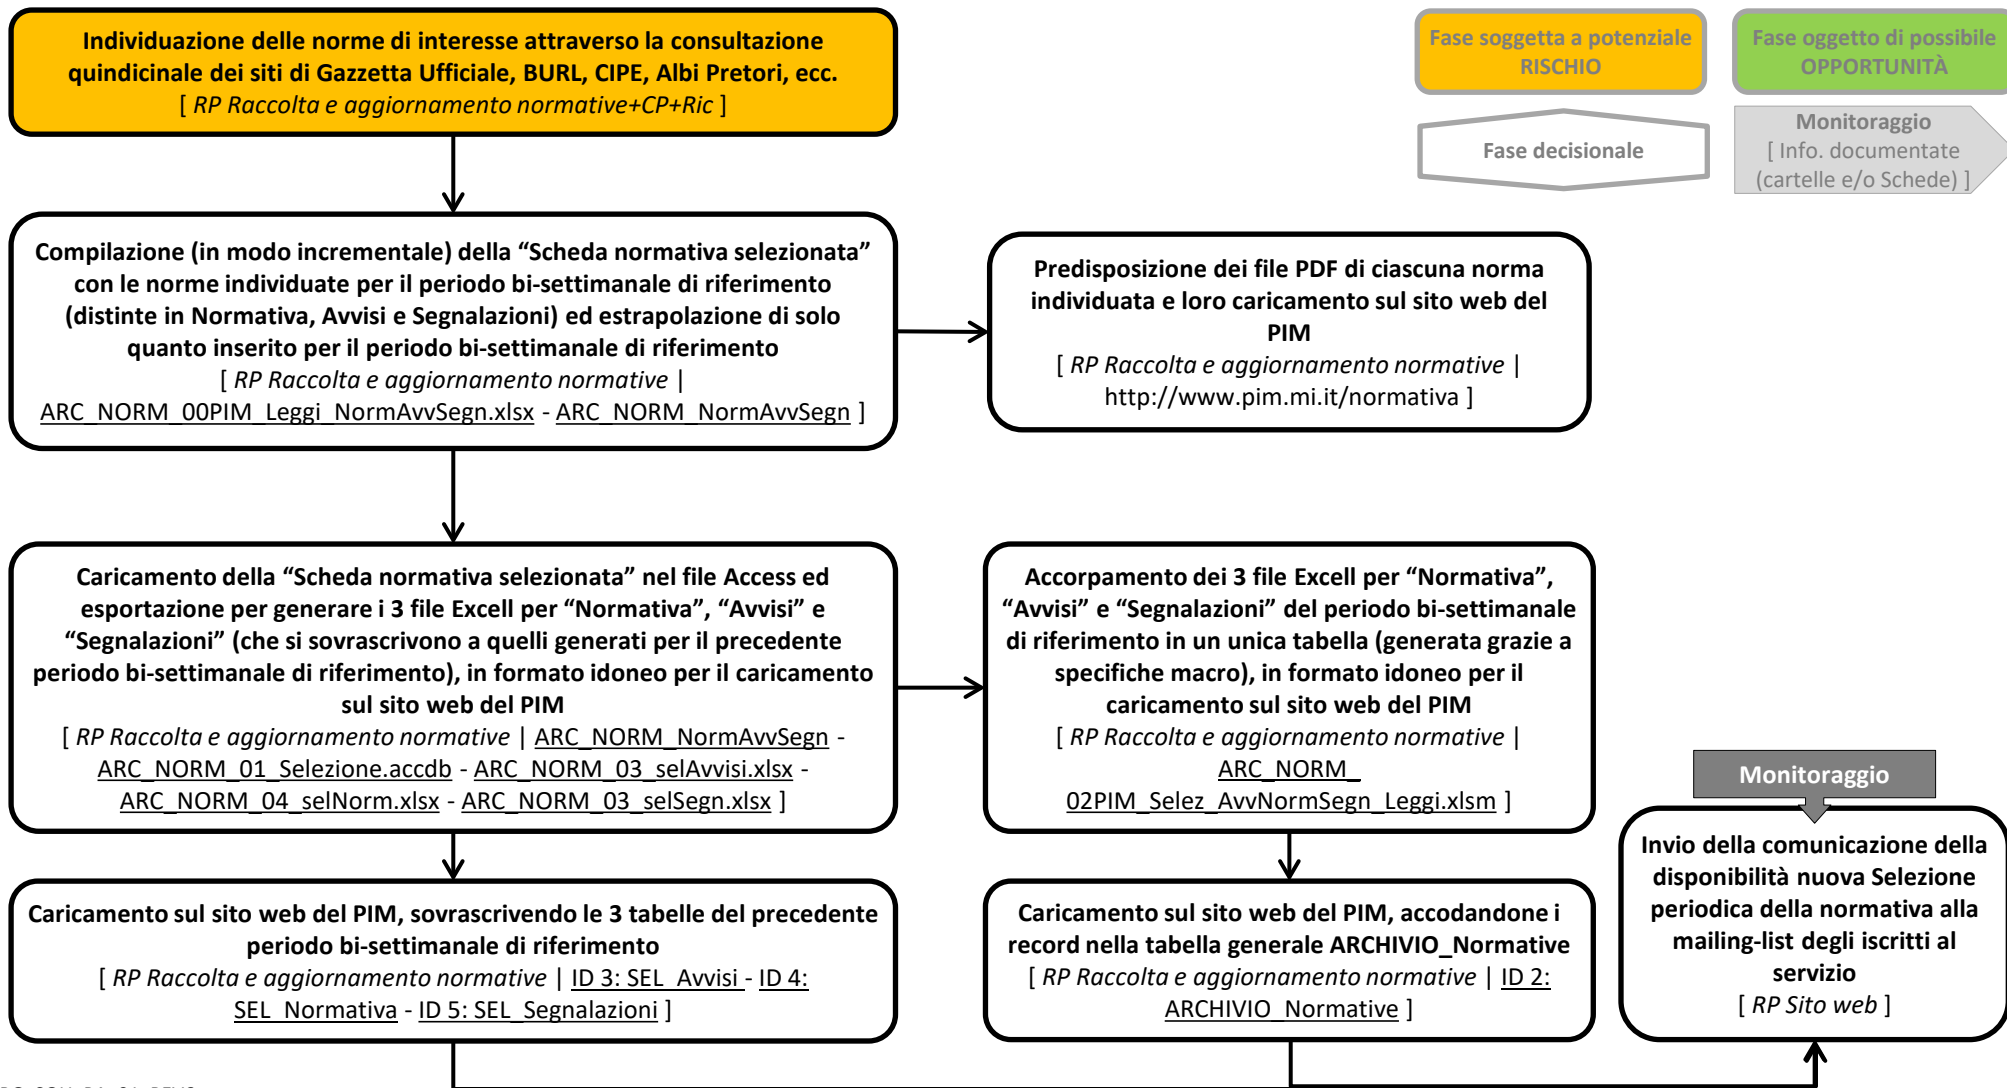 Individuazione delle norme di interesse attraverso la consultazione
quindicinale dei siti di Gazzetta Ufficiale, BURL, CIPE, Albi Pretori, ecc.
[ RP Raccolta e aggiornamento normative+CP+Ric ]
Fase soggetta a potenziale
RISCHIO
Fase oggetto di possibile
OPPORTUNITÀ
Fase decisionale
Monitoraggio
[ Info. documentate
(cartelle e/o Schede) ]
Compilazione (in modo incrementale) della “Scheda normativa selezionata”
con le norme individuate per il periodo bi-settimanale di riferimento
(distinte in Normativa, Avvisi e Segnalazioni) ed estrapolazione di solo
quanto inserito per il periodo bi-settimanale di riferimento
[ RP Raccolta e aggiornamento normative |
ARC_NORM_00PIM_Leggi_NormAvvSegn.xlsx - ARC_NORM_NormAvvSegn ]
Predisposizione dei file PDF di ciascuna norma
individuata e loro caricamento sul sito web del
PIM
[ RP Raccolta e aggiornamento normative |
http://www.pim.mi.it/normativa ]
Caricamento della “Scheda normativa selezionata” nel file Access ed
esportazione per generare i 3 file Excell per “Normativa”, “Avvisi” e
“Segnalazioni” (che si sovrascrivono a quelli generati per il precedente
periodo bi-settimanale di riferimento), in formato idoneo per il caricamento
sul sito web del PIM
[ RP Raccolta e aggiornamento normative | ARC_NORM_NormAvvSegn -
ARC_NORM_01_Selezione.accdb - ARC_NORM_03_selAvvisi.xlsx -
ARC_NORM_04_selNorm.xlsx - ARC_NORM_03_selSegn.xlsx ]
Accorpamento dei 3 file Excell per “Normativa”,
“Avvisi” e “Segnalazioni” del periodo bi-settimanale
di riferimento in un unica tabella (generata grazie a
specifiche macro), in formato idoneo per il
caricamento sul sito web del PIM
[ RP Raccolta e aggiornamento normative |
ARC_NORM_
02PIM_Selez_AvvNormSegn_Leggi.xlsm ]
Caricamento sul sito web del PIM, sovrascrivendo le 3 tabelle del precedente
periodo bi-settimanale di riferimento
[ RP Raccolta e aggiornamento normative | ID 3: SEL_Avvisi - ID 4:
SEL_Normativa - ID 5: SEL_Segnalazioni ]
Caricamento sul sito web del PIM, accodandone i
record nella tabella generale ARCHIVIO_Normative
[ RP Raccolta e aggiornamento normative | ID 2:
ARCHIVIO_Normative ]
Monitoraggio
Invio della comunicazione della
disponibilità nuova Selezione
periodica della normativa alla
mailing-list degli iscritti al
servizio
[ RP Sito web ]